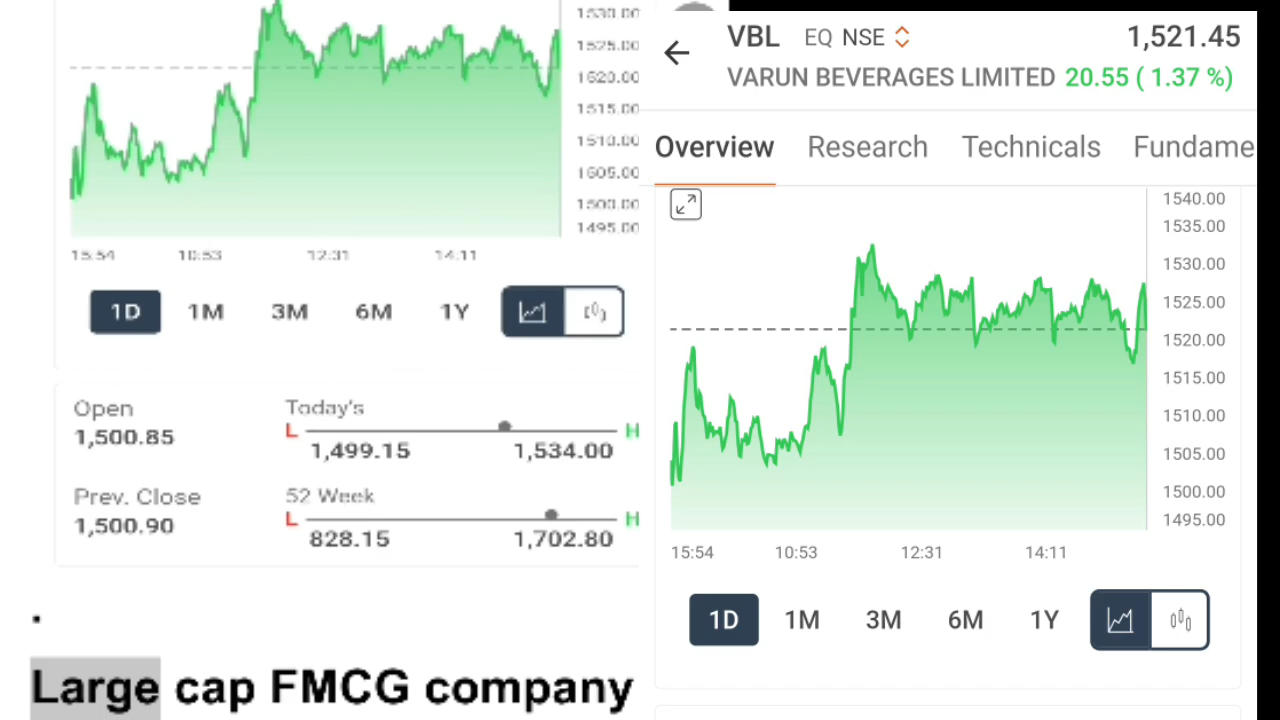 1530.00
1525.00
1520.00
1515.00
1510.00
1505.00
1500.00
1495.00
15:54 10:53 12:31 14:11
1D 1M 3M 6M 1Y
Open
1,500.85
Today's
L H
1,499.15 1,534.00
Prev. Close
1,500.90
52 Week
L H
828.15 1,702.80
.
Large cap FMCG company
VBL EQ NSE 1,521.45
VARUN BEVERAGES LIMITED 20.55 ( 1.37 %)
Overview Research Technicals Fundame
1540.00
1535.00
1530.00
1525.00
1520.00
1515.00
1510.00
1505.00
1500.00
1495.00
15:54 10:53 12:31 14:11
1D 1M 3M 6M 1Y